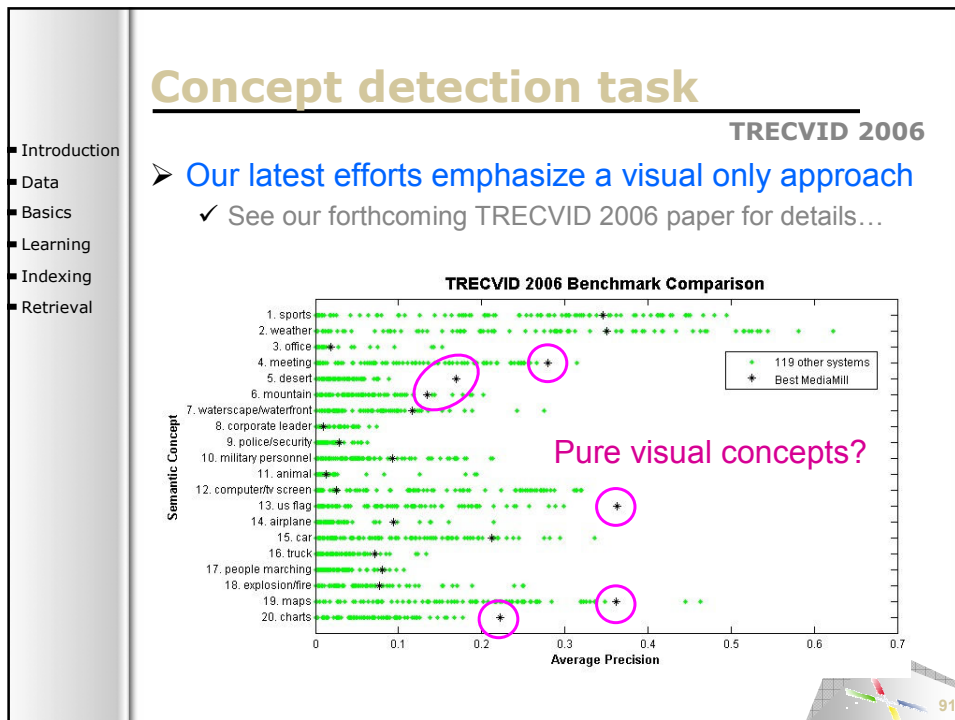 Concept detection task
TRECVID 2006
Introduction
Data
Basics
Learning
Indexing
Retrieval
➢ Our latest efforts emphasize a visual only approach
✓ See our forthcoming TRECVID 2006 paper for details…
TRECVID 2006 Benchmark Comparison
Semantic Concept
1. sports
2. weather
3. office
4. meeting
5. desert
6. mountain
7. waterscape/waterfront
8. corporate leader
9. police/security
10. military personnel
11. animal
12. computer/tv screen
13. us flag
14. airplane
15. car
16. truck
17. people marching
18. explosion/fire
19. maps
20. charts
119 other systems
Best MediaMill
Pure visual concepts?
0 0.1 0.2 0.3 0.4 0.5 0.6 0.7
Average Precision
91